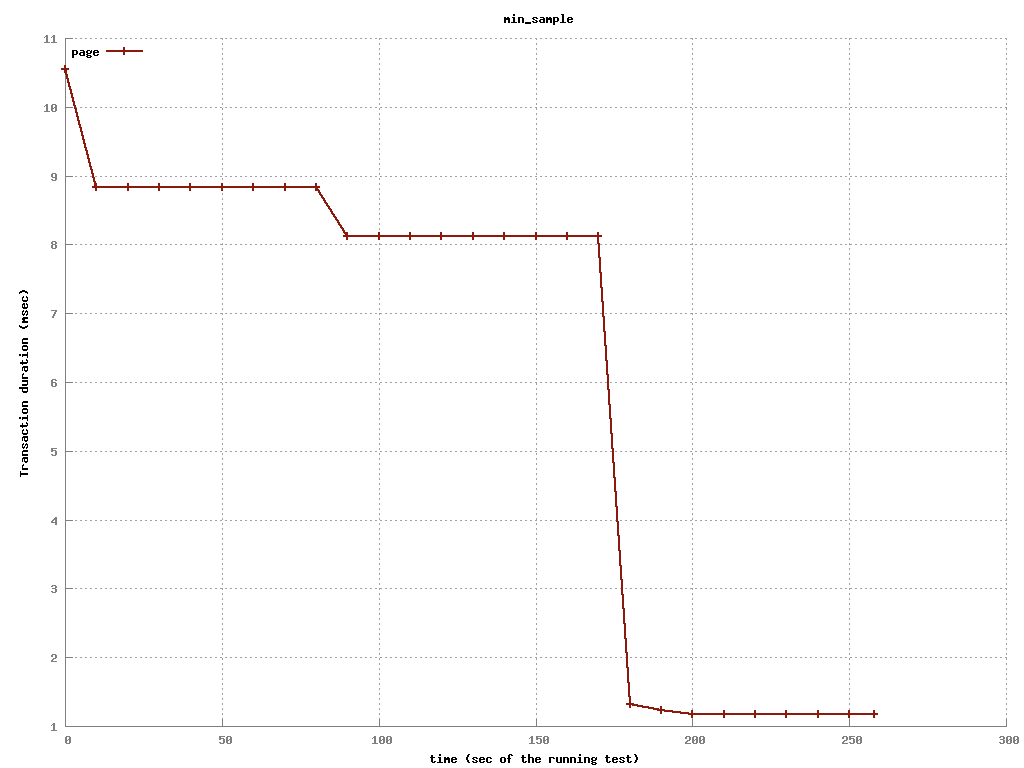 min_sample
11
page
10
9
8
7
6
5
4
3
2
1
Transaction duration (msec)
0 50 100 150 200 250 300
time (sec of the running test)